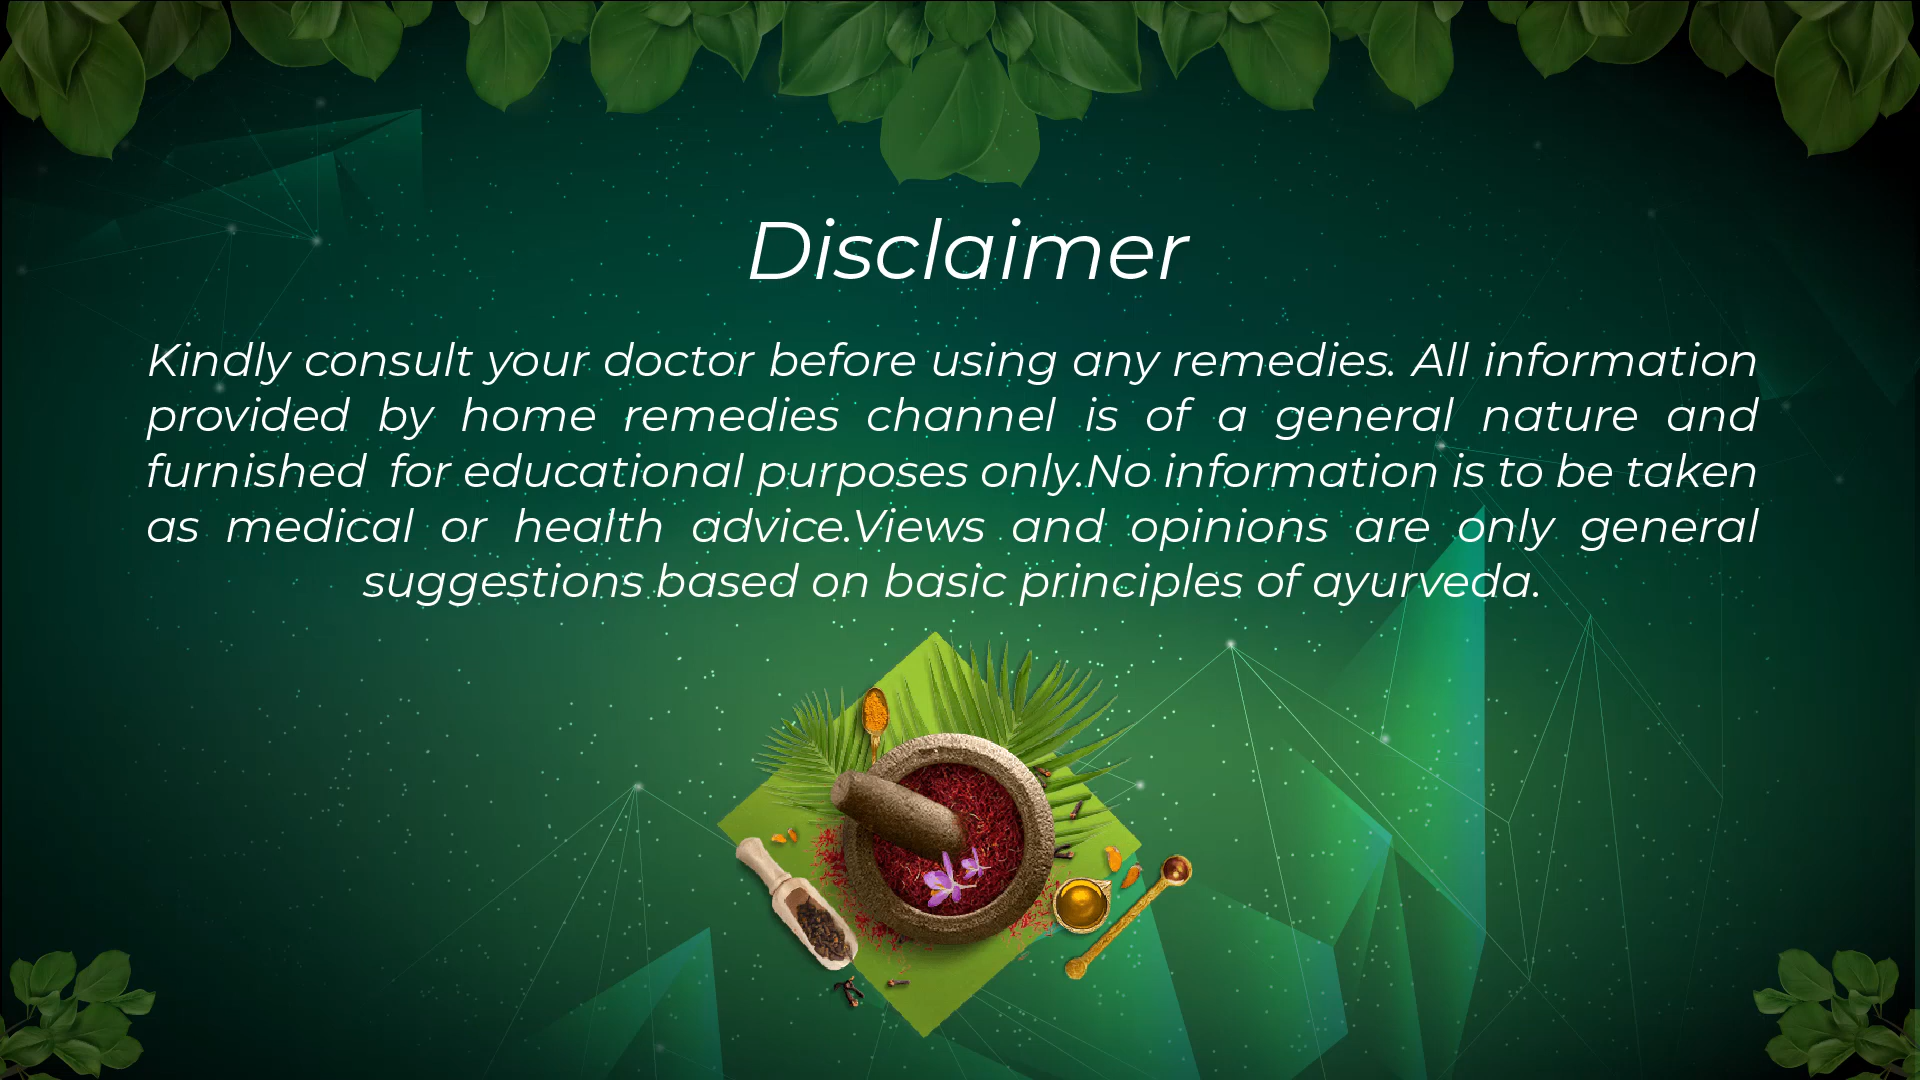 Disclaimer
Kindly consult your doctor before using any remedies. All information
provided by home remedies channel is of a general nature and
furnished for educational purposes only.No information is to be taken
as medical or health advice.Views and opinions are only general
suggestions based on basic principles of ayurveda.